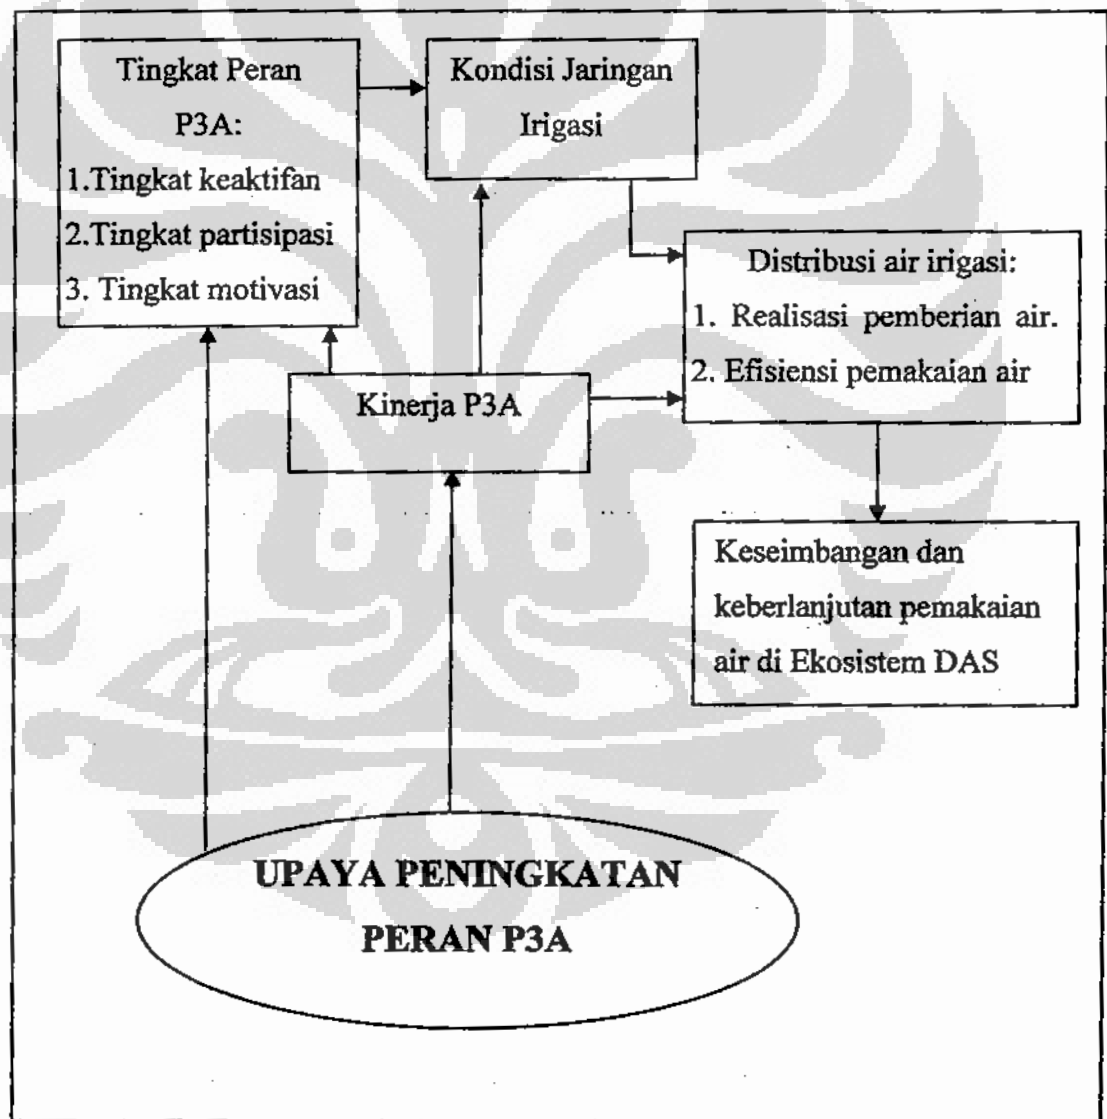 Tingkat Peran
P3A:
1.Tingkat keaktifan
2.Tingkat partisipasi
3. Tingkat motivasi
Kondisi Jaringan
Irigasi
Distribusi air irigasi:
1. Realisasi pemberian air.
2. Efisiensi pemakaian air
Kinerja P3A
Keseimbangan dan
keberlanjutan pemakaian
air di Ekosistem DAS
UPAYA PENINGKATAN
PERAN P3A